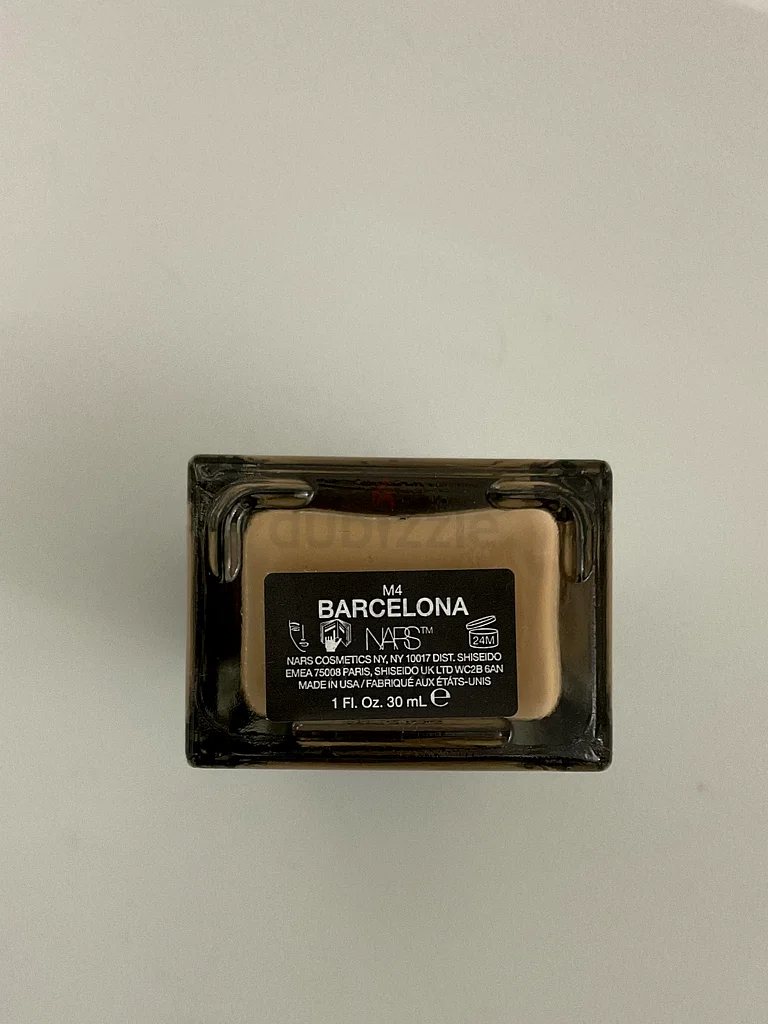 dubizzle
M4
BARCELONA
NARS™ 24M
NARS COSMETICS NY, NY 10017 DIST. SHISEIDO
EMEA 75008 PARIS, SHISEIDO UK LTD WC2B 6AN
MADE IN USA / FABRIQUÉ AUX ÉTATS-UNIS
1 Fl. Oz. 30 mL ℮